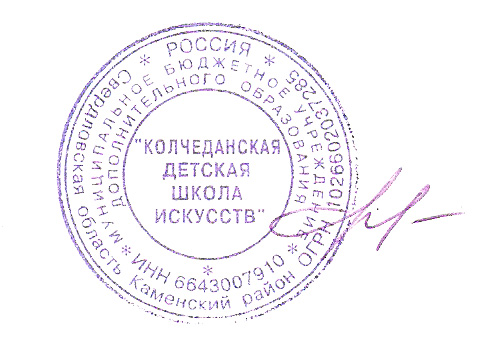 * РОССИЯ *
Свердловская область Каменский район ОГРН 1026602037285
МУНИЦИПАЛЬНОЕ БЮДЖЕТНОЕ УЧРЕЖДЕНИЕ
ДОПОЛНИТЕЛЬНОГО ОБРАЗОВАНИЯ
* ИНН 6643007910 *
"КОЛЧЕДАНСКАЯ
ДЕТСКАЯ
ШКОЛА
ИСКУССТВ"
*